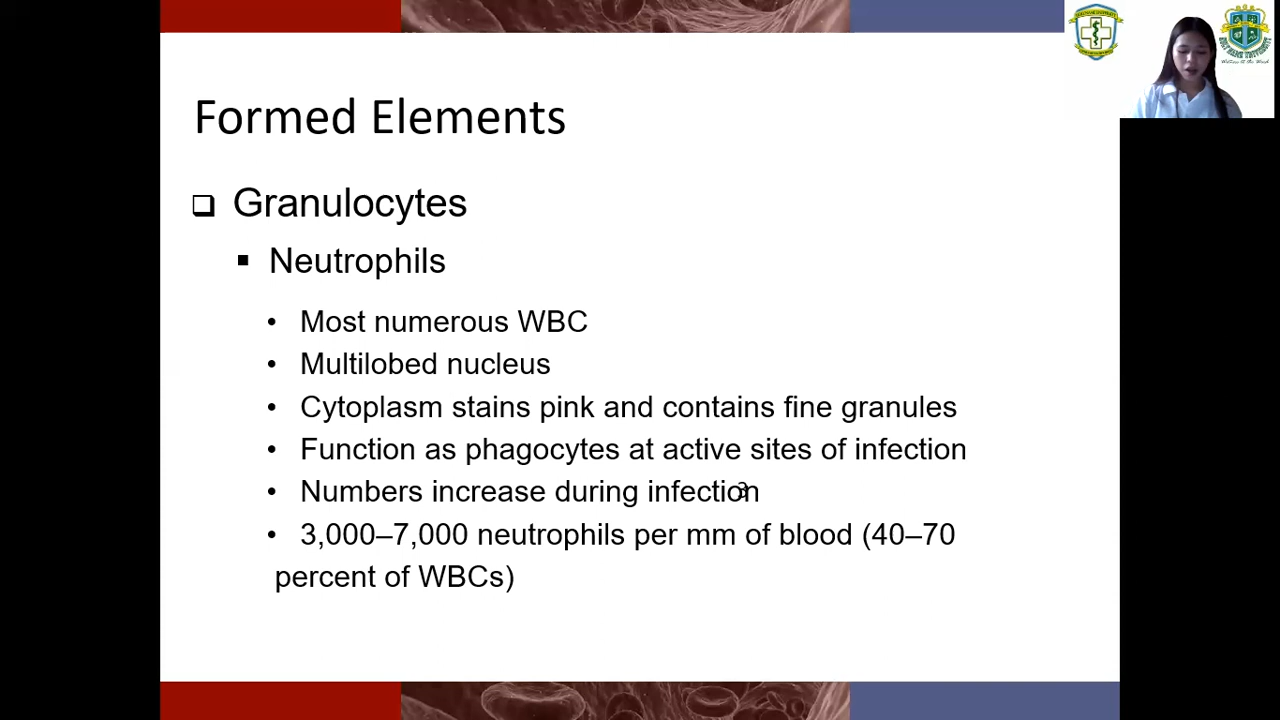 Formed Elements
Granulocytes
Neutrophils
• Most numerous WBC
• Multilobed nucleus
• Cytoplasm stains pink and contains fine granules
• Function as phagocytes at active sites of infection
• Numbers increase during infection
3
• 3,000–7,000 neutrophils per mm of blood (40–70
percent of WBCs)